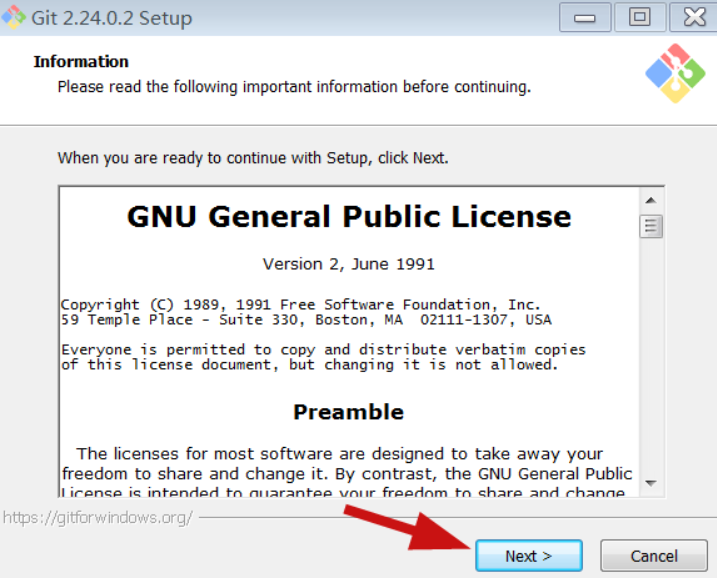 Git 2.24.0.2 Setup
Information
Please read the following important information before continuing.
When you are ready to continue with Setup, click Next.
GNU General Public License
Version 2, June 1991
Copyright (C) 1989, 1991 Free Software Foundation, Inc.
59 Temple Place - Suite 330, Boston, MA  02111-1307, USA
Everyone is permitted to copy and distribute verbatim copies
of this license document, but changing it is not allowed.
Preamble
The licenses for most software are designed to take away your
freedom to share and change it. By contrast, the GNU General Public
License is intended to guarantee your freedom to share and change
https://gitforwindows.org/
Next >
Cancel